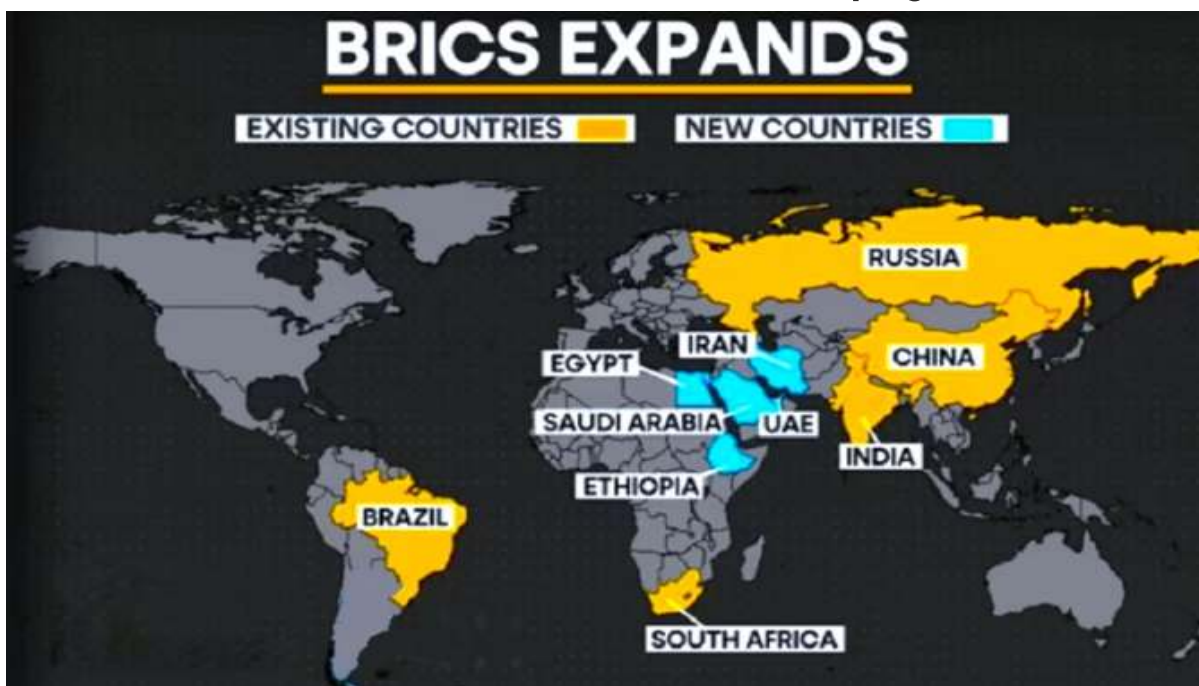 BRICS EXPANDS
EXISTING COUNTRIES
NEW COUNTRIES
RUSSIA
IRAN
CHINA
EGYPT
SAUDI ARABIA
UAE
INDIA
ETHIOPIA
BRAZIL
SOUTH AFRICA